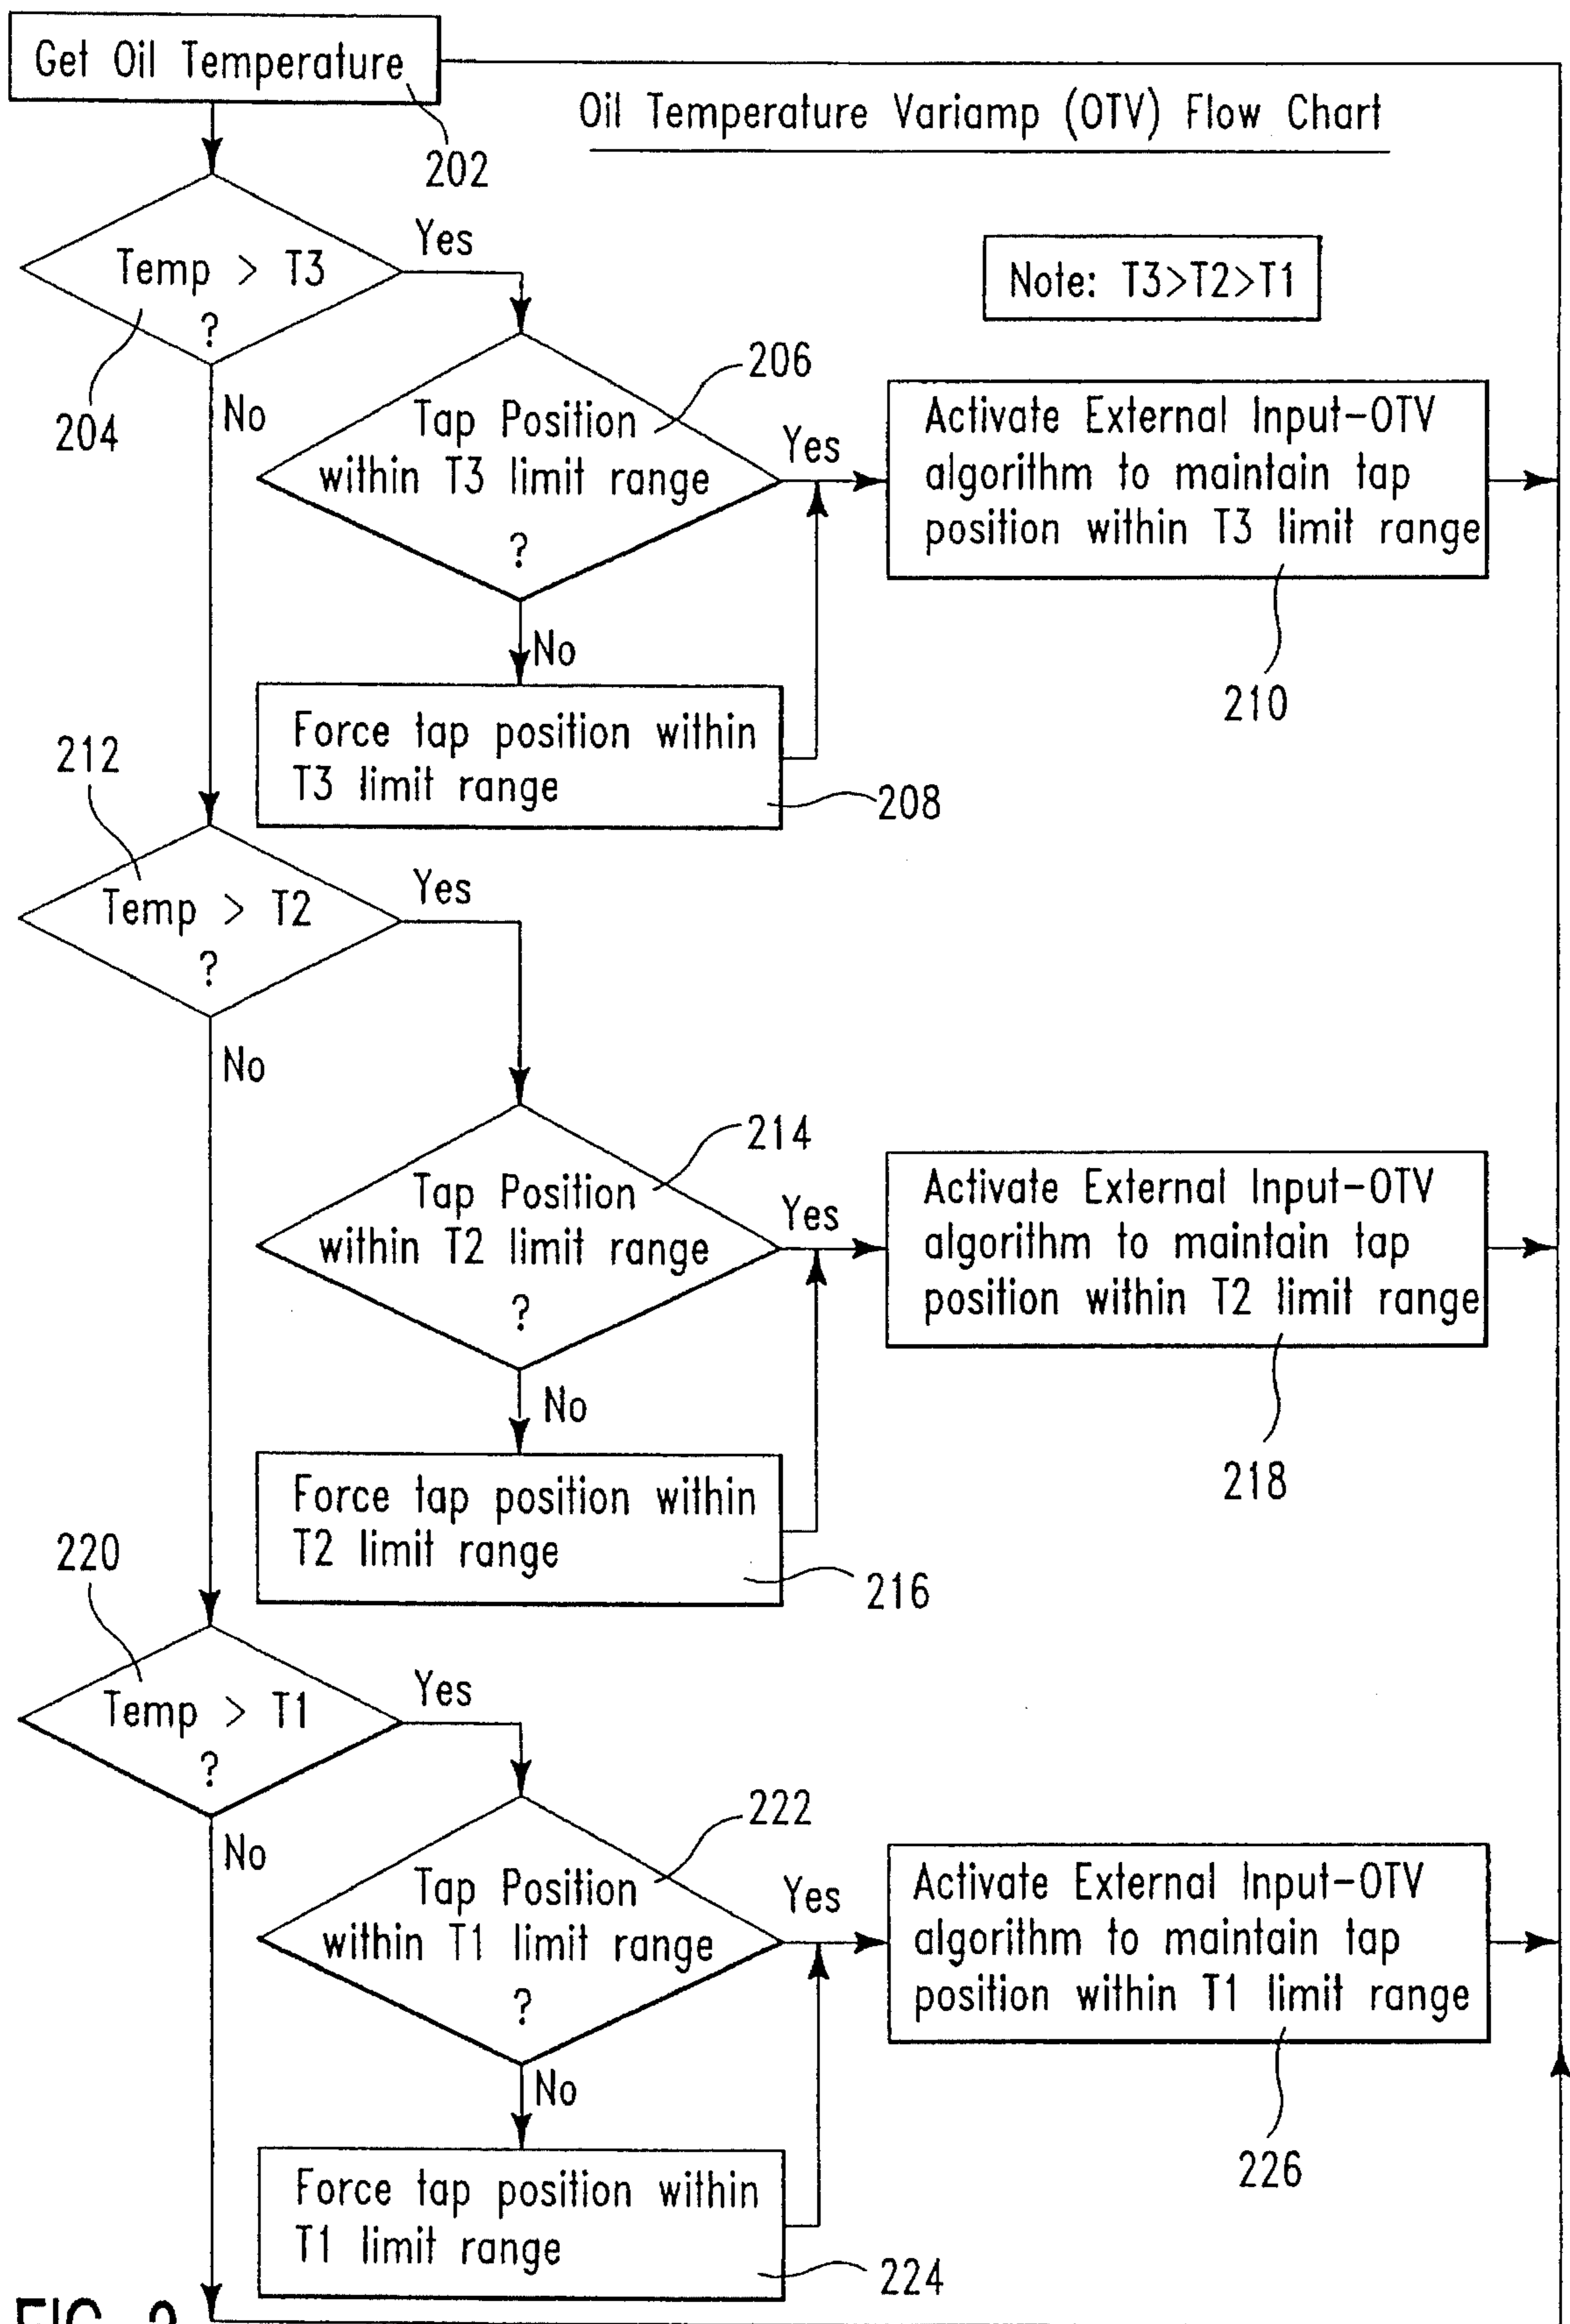 Get Oil Temperature
202
Oil Temperature Variamp (OTV) Flow Chart
Note: T3>T2>T1
Temp > T3
?
204
Yes
No
206
Tap Position
within T3 limit range
?
Yes
No
Activate External Input-OTV
algorithm to maintain tap
position within T3 limit range
210
Force tap position within
T3 limit range
208
212
Temp > T2
?
Yes
No
214
Tap Position
within T2 limit range
?
Yes
No
Activate External Input-OTV
algorithm to maintain tap
position within T2 limit range
218
Force tap position within
T2 limit range
216
220
Temp > T1
?
Yes
No
222
Tap Position
within T1 limit range
?
Yes
No
Activate External Input-OTV
algorithm to maintain tap
position within T1 limit range
226
Force tap position within
T1 limit range
224
FIG.